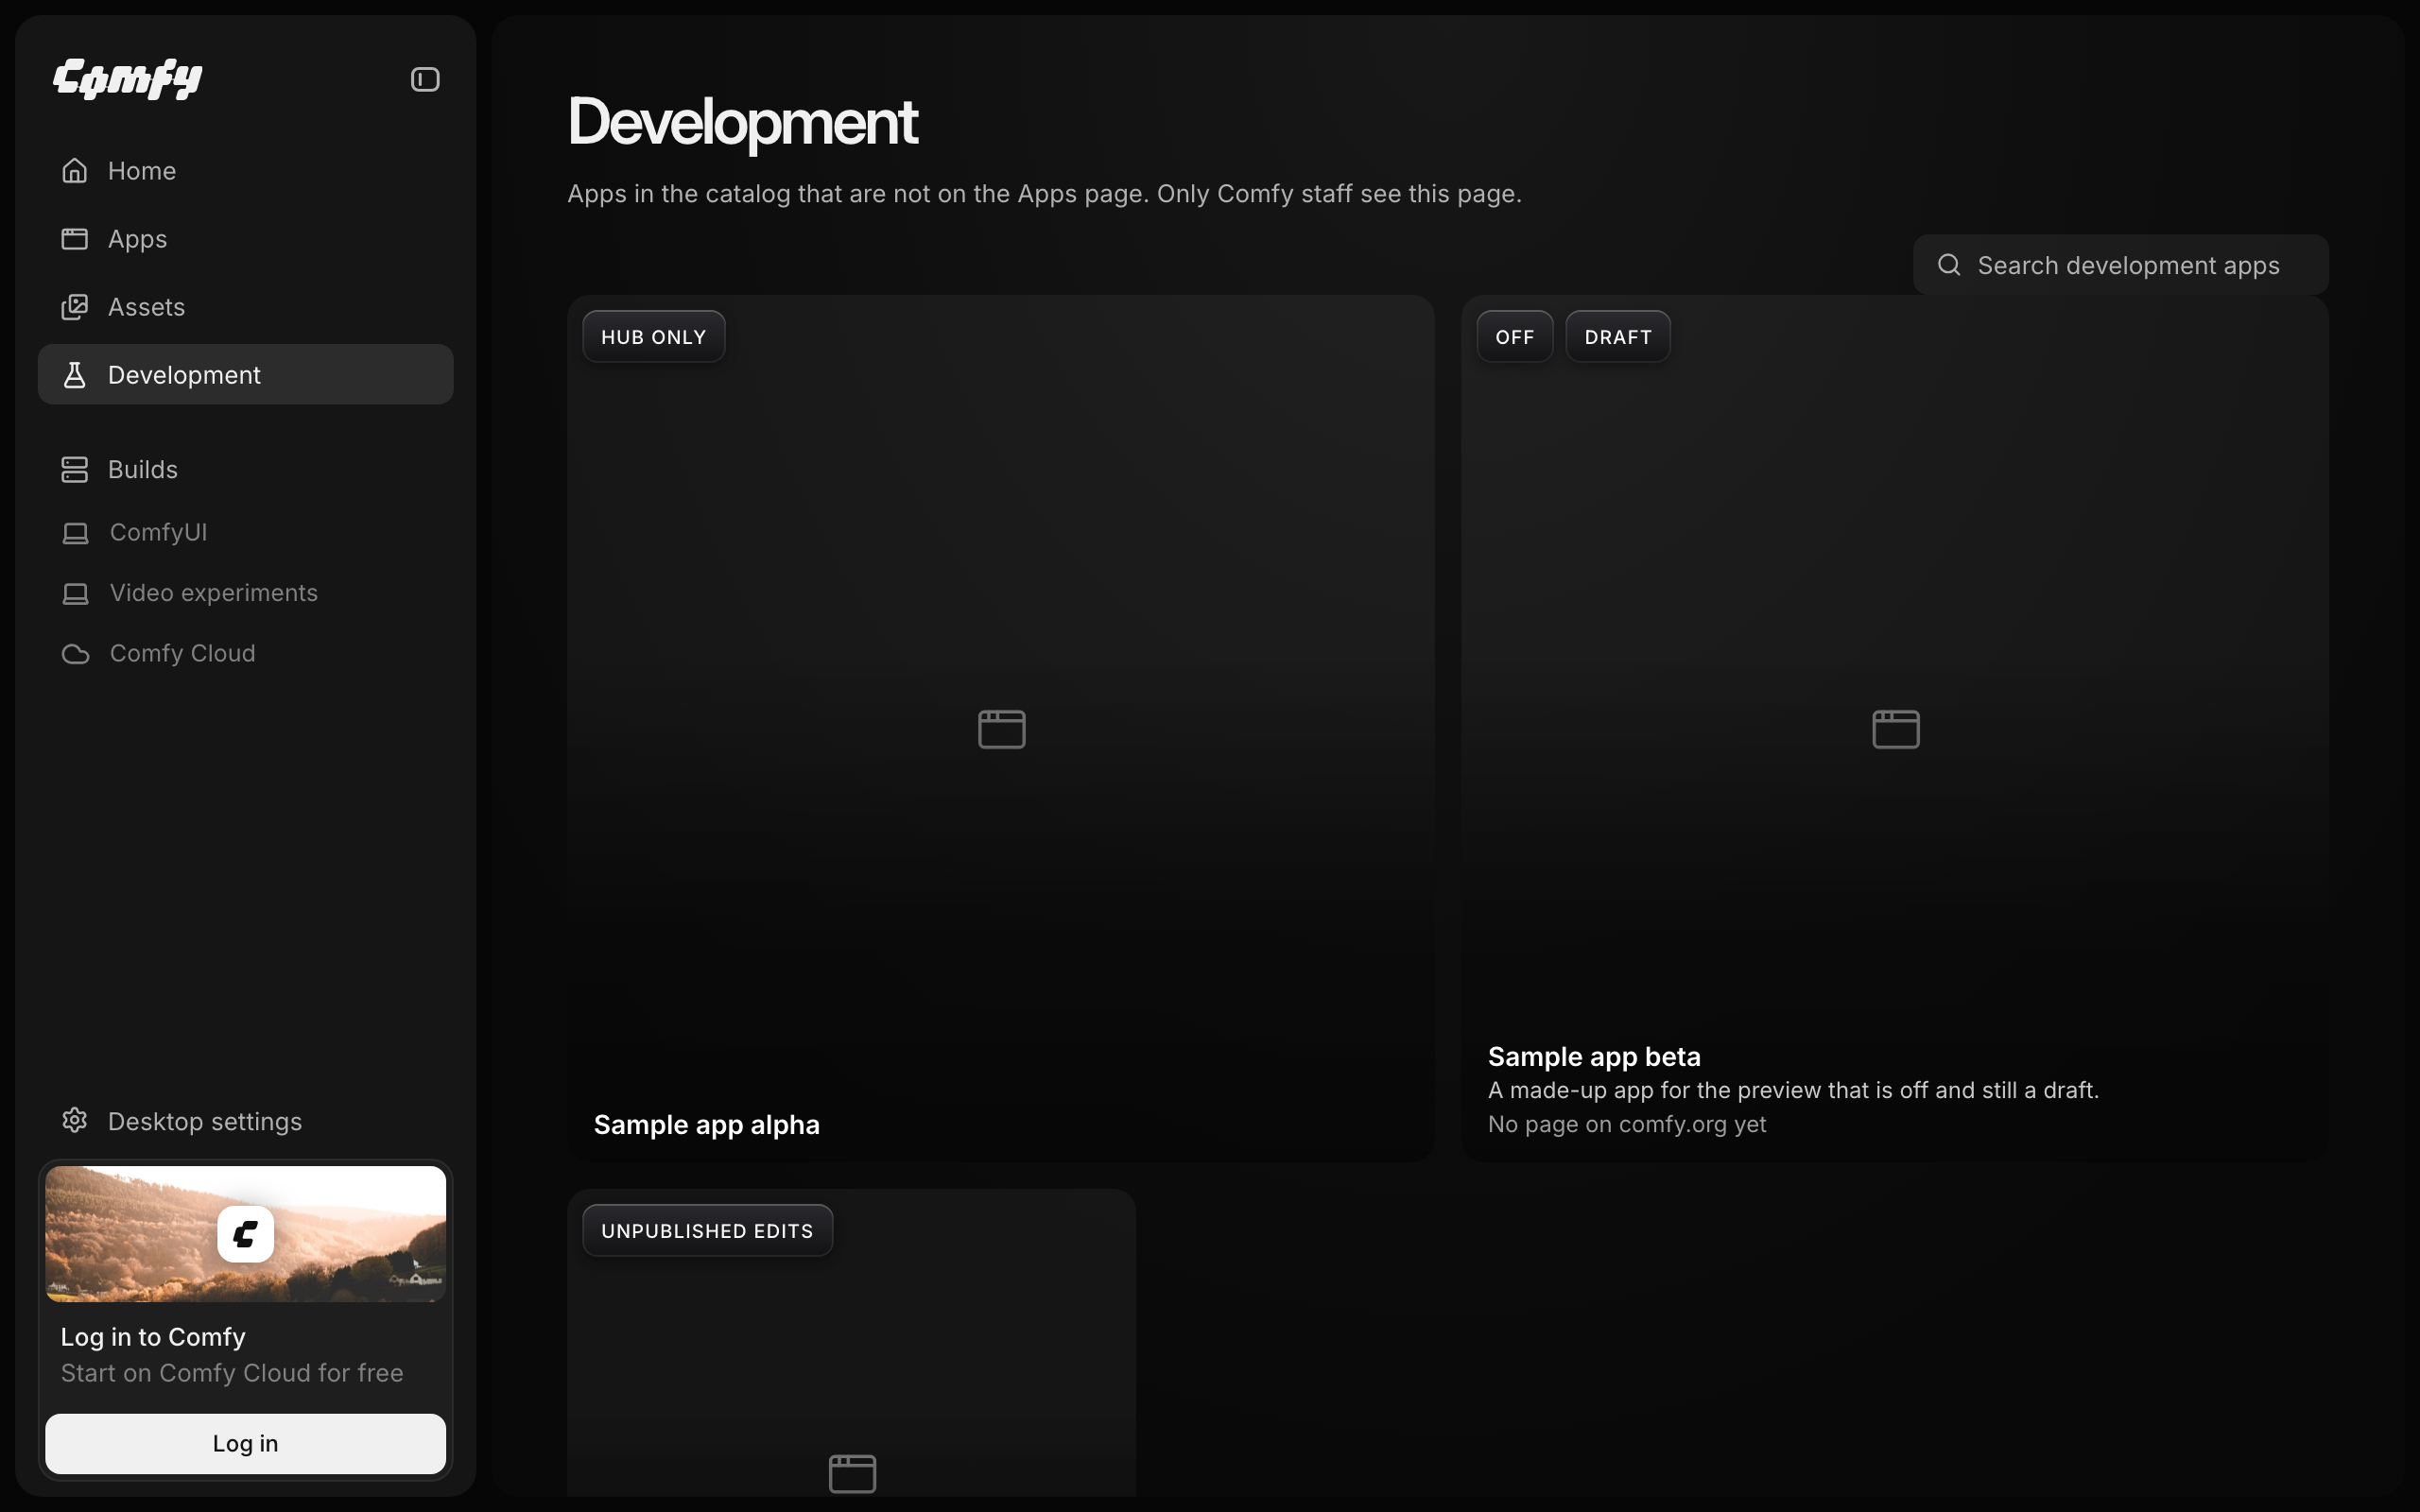 Comfy
Home
Apps
Assets
Development
Builds
ComfyUI
Video experiments
Comfy Cloud
Desktop settings
Log in to Comfy
Start on Comfy Cloud for free
Log in
Development
Apps in the catalog that are not on the Apps page. Only Comfy staff see this page.
Search development apps
HUB ONLY
Sample app alpha
OFF
DRAFT
Sample app beta
A made-up app for the preview that is off and still a draft.
No page on comfy.org yet
UNPUBLISHED EDITS